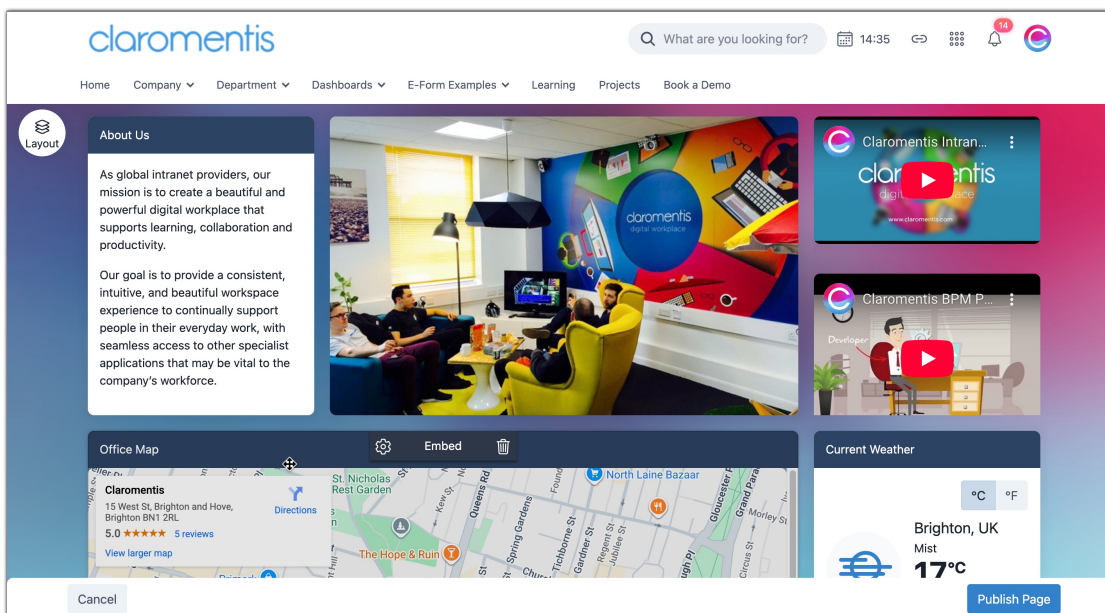 claromentis
What are you looking for?
14:35
14
Home Company Department Dashboards E-Form Examples Learning Projects Book a Demo
Layout
About Us
As global intranet providers, our
mission is to create a beautiful and
powerful digital workplace that
supports learning, collaboration and
productivity.
Our goal is to provide a consistent,
intuitive, and beautiful workspace
experience to continually support
people in their everyday work, with
seamless access to other specialist
applications that may be vital to the
company's workforce.
claromentis
digital workplace
Claromentis Intran...
www.claromentis.com
Claromentis BPM P...
Developer
Office Map
Embed
Claromentis
15 West St, Brighton and Hove,
Brighton BN1 2RL
5.0 ★★★★★ 5 reviews
View larger map
Directions
St. Nicholas
Rest Garden
Queens Rd
Kew St
North Laine Bazaar
Spring Gardens
Tichborne St
Gardner St
Regent St
Jubilee St
Morley St
Circus St
The Hope & Ruin
Current Weather
°C °F
Brighton, UK
Mist
17°C
Cancel
Publish Page